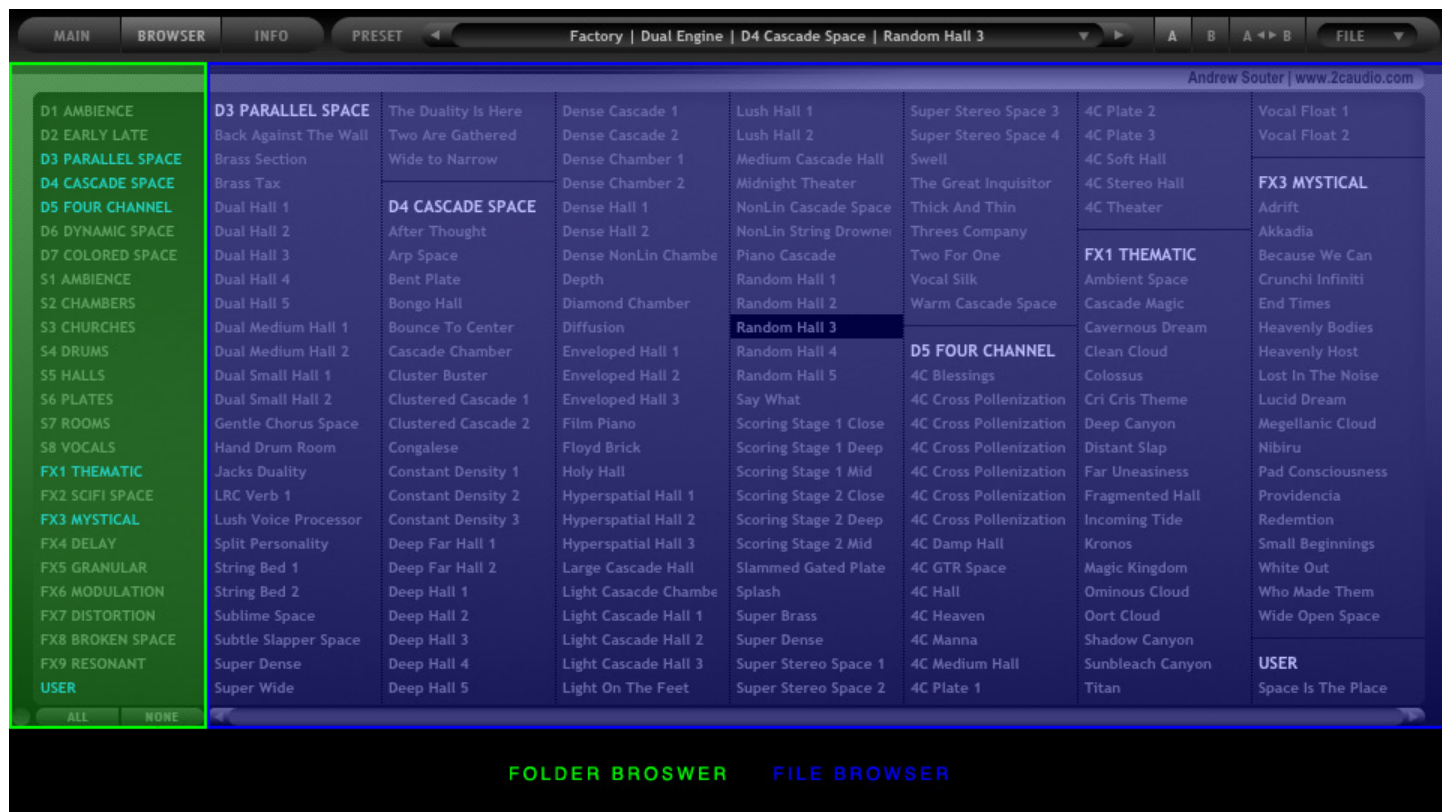 MAIN BROWSER INFO PRESET Factory | Dual Engine | D4 Cascade Space | Random Hall 3 A B A B FILE
Andrew Souter | www.2caudio.com
D1 AMBIENCE
D2 EARLY LATE
D3 PARALLEL SPACE
D4 CASCADE SPACE
D5 FOUR CHANNEL
D6 DYNAMIC SPACE
D7 COLORED SPACE
S1 AMBIENCE
S2 CHAMBERS
S3 CHURCHES
S4 DRUMS
S5 HALLS
S6 PLATES
S7 ROOMS
S8 VOCALS
FX1 THEMATIC
FX2 SCIFI SPACE
FX3 MYSTICAL
FX4 DELAY
FX5 GRANULAR
FX6 MODULATION
FX7 DISTORTION
FX8 BROKEN SPACE
FX9 RESONANT
USER
ALL NONE
D3 PARALLEL SPACE
Back Against The Wall
Brass Section
Brass Tax
Dual Hall 1
Dual Hall 2
Dual Hall 3
Dual Hall 4
Dual Hall 5
Dual Medium Hall 1
Dual Medium Hall 2
Dual Small Hall 1
Dual Small Hall 2
Gentle Chorus Space
Hand Drum Room
Jacks Duality
LRC Verb 1
Lush Voice Processor
Split Personality
String Bed 1
String Bed 2
Sublime Space
Subtle Slapper Space
Super Dense
Super Wide
The Duality Is Here
Two Are Gathered
Wide to Narrow
D4 CASCADE SPACE
After Thought
Arp Space
Bent Plate
Bongo Hall
Bounce To Center
Cascade Chamber
Cluster Buster
Clustered Cascade 1
Clustered Cascade 2
Congalese
Constant Density 1
Constant Density 2
Constant Density 3
Deep Far Hall 1
Deep Far Hall 2
Deep Hall 1
Deep Hall 2
Deep Hall 3
Deep Hall 4
Deep Hall 5
Dense Cascade 1
Dense Cascade 2
Dense Chamber 1
Dense Chamber 2
Dense Hall 1
Dense Hall 2
Dense NonLin Chambe
Depth
Diamond Chamber
Diffusion
Enveloped Hall 1
Enveloped Hall 2
Enveloped Hall 3
Film Piano
Floyd Brick
Holy Hall
Hyperspatial Hall 1
Hyperspatial Hall 2
Hyperspatial Hall 3
Large Cascade Hall
Light Casacde Chambe
Light Cascade Hall 1
Light Cascade Hall 2
Light Cascade Hall 3
Light On The Feet
Lush Hall 1
Lush Hall 2
Medium Cascade Hall
Midnight Theater
NonLin Cascade Space
NonLin String Drowne
Piano Cascade
Random Hall 1
Random Hall 2
Random Hall 3
Random Hall 4
Random Hall 5
Say What
Scoring Stage 1 Close
Scoring Stage 1 Deep
Scoring Stage 1 Mid
Scoring Stage 2 Close
Scoring Stage 2 Deep
Scoring Stage 2 Mid
Slammed Gated Plate
Splash
Super Brass
Super Dense
Super Stereo Space 1
Super Stereo Space 2
Super Stereo Space 3
Super Stereo Space 4
Swell
The Great Inquisitor
Thick And Thin
Threes Company
Two For One
Vocal Silk
Warm Cascade Space
D5 FOUR CHANNEL
4C Blessings
4C Cross Pollenization
4C Cross Pollenization
4C Cross Pollenization
4C Cross Pollenization
4C Cross Pollenization
4C Cross Pollenization
4C Damp Hall
4C GTR Space
4C Hall
4C Heaven
4C Manna
4C Medium Hall
4C Plate 1
4C Plate 2
4C Plate 3
4C Soft Hall
4C Stereo Hall
4C Theater
FX1 THEMATIC
Ambient Space
Cascade Magic
Cavernous Dream
Clean Cloud
Colossus
Cri Cris Theme
Deep Canyon
Distant Slap
Far Uneasiness
Fragmented Hall
Incoming Tide
Kronos
Magic Kingdom
Ominous Cloud
Oort Cloud
Shadow Canyon
Sunbleach Canyon
Titan
Vocal Float 1
Vocal Float 2
FX3 MYSTICAL
Adrift
Akkadia
Because We Can
Crunchi Infiniti
End Times
Heavenly Bodies
Heavenly Host
Lost In The Noise
Lucid Dream
Megellanic Cloud
Nibiru
Pad Consciousness
Providencia
Redemtion
Small Beginnings
White Out
Who Made Them
Wide Open Space
USER
Space Is The Place
FOLDER BROSWER FILE BROWSER